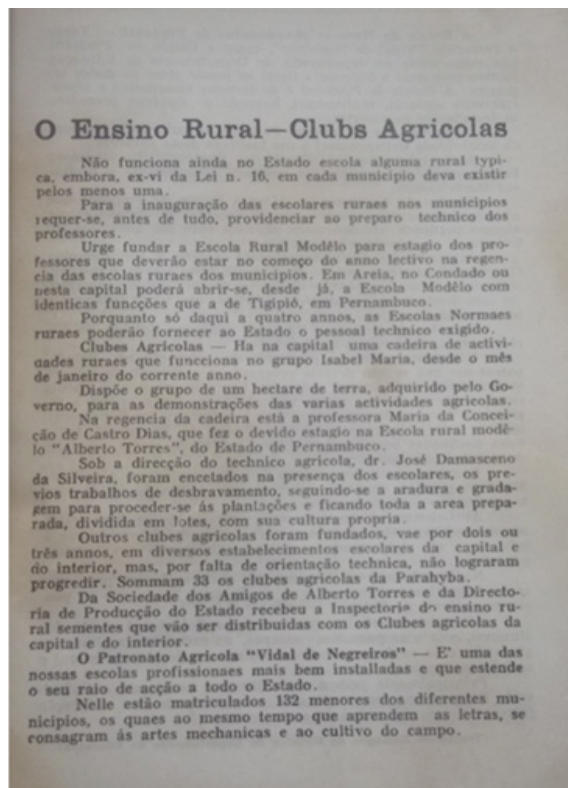 O Ensino Rural—Clubs Agricolas
Não funciona ainda no Estado escola alguma rural typi-
ca, embora, ex-vi da Lei n. 16, em cada municipio deva existir
pelos menos uma.
Para a inauguração das escolares ruraes nos municipios
requer-se, antes de tudo, providenciar ao preparo technico dos
professores.
Urge fundar a Escola Rural Modêlo para estagio dos pro-
fessores que deverão estar no começo do anno lectivo na regen-
cia das escolas ruraes dos municipios. Em Areia, no Condado ou
nesta capital poderá abrir-se, desde já, a Escola Modêlo com
identicas funcções que a de Tigipió, em Pernambuco.
Porquanto só daqui a quatro annos, as Escolas Normaes
ruraes poderão fornecer ao Estado o pessoal technico exigido.
Clubes Agricolas — Ha na capital uma cadeira de activi-
dades ruraes que funcciona no grupo Isabel Maria, desde o mês
de janeiro do corrente anno.
Dispõe o grupo de um hectare de terra, adquirido pelo Go-
verno, para as demonstrações das varias actividades agricolas.
Na regencia da cadeira está a professora Maria da Concei-
ção de Castro Dias, que fez o devido estagio na Escola rural modê-
lo "Alberto Torres", do Estado de Pernambuco.
Sob a direcção do technico agricola, dr. José Damasceno
da Silveira, foram encetados na presença dos escolares, os pre-
vios trabalhos de desbravamento, seguindo-se a aradura e grada-
gem para proceder-se ás plantações e ficando toda a area prepa-
rada, dividida em lotes, com sua cultura propria.
Outros clubes agricolas foram fundados, vae por dois ou
três annos, em diversos estabelecimentos escolares da capital e
do interior, mas, por falta de orientação technica, não lograram
progredir. Sommam 33 os clubes agricolas da Parahyba.
Da Sociedade dos Amigos de Alberto Torres e da Directo-
ria de Producção do Estado recebeu a Inspectoria do ensino ru-
ral sementes que vão ser distribuidas com os Clubes agricolas da
capital e do interior.
O Patronato Agricola "Vidal de Negreiros" — E' uma das
nossas escolas profissionaes mais bem installadas e que estende
o seu raio de acção a todo o Estado.
Nelle estão matriculados 132 menores dos diferentes mu-
nicipios, os quaes ao mesmo tempo que aprendem as letras, se
consagram ás artes mechanicas e ao cultivo do campo.